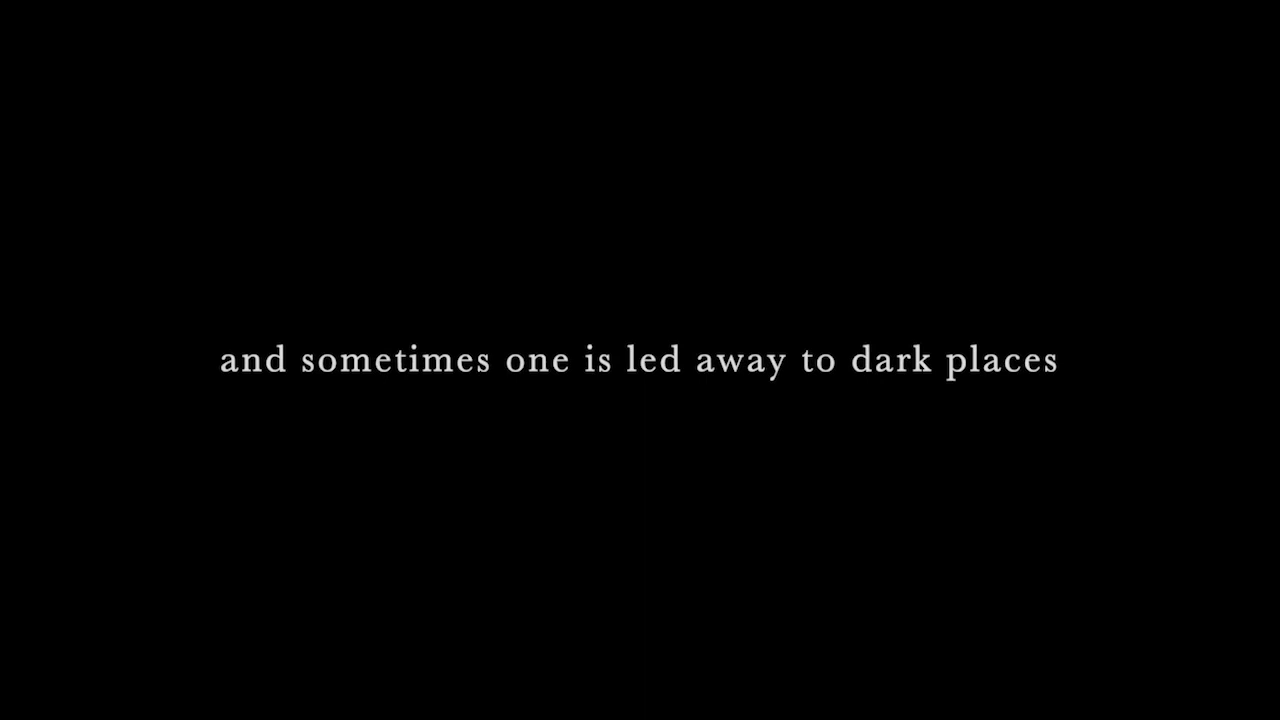 and sometimes one is led away to dark places